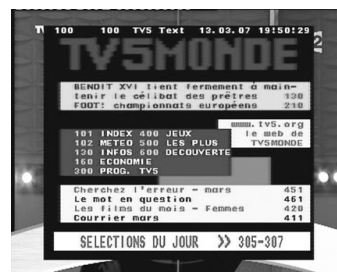 100 100 TV5 Text 13.03.07 19:50:29
TV5MONDE
BENOIT XVI tient fermement à main-
tenir le célibat des prêtres 130
FOOT: championnats européens 210
www.tv5.org
le web de
TV5MONDE
101 INDEX 400 JEUX
102 METEO 500 LES PLUS
130 INFOS 600 DECOUVERTE
160 ECONOMIE
300 PROG. TV5
Cherchez l'erreur - mars 451
Le mot en question 461
Les films du mois - Femmes 420
Courrier mars 411
SELECTIONS DU JOUR >> 305-307